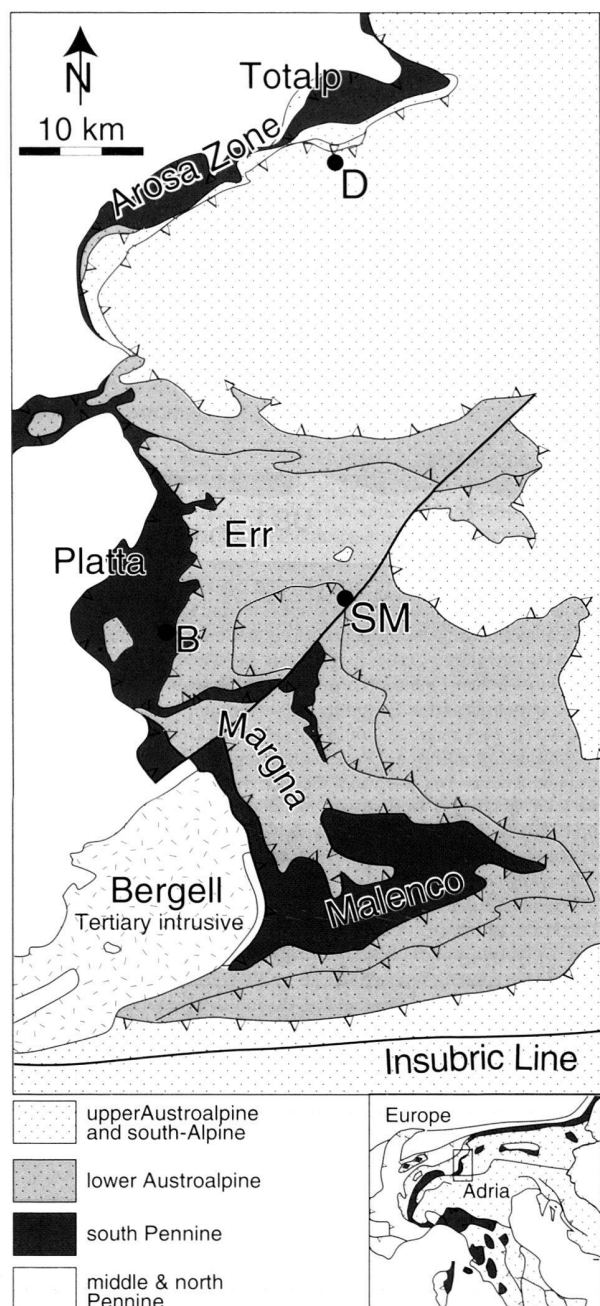 Totalp
N
10 km
Arosa Zone
D
Err
Platta
SM
B
Margna
Malenco
Bergell
Tertiary intrusive
Insubric Line
upperAustroalpine
and south-Alpine
lower Austroalpine
south Pennine
middle & north
Pennine
Europe
Adria